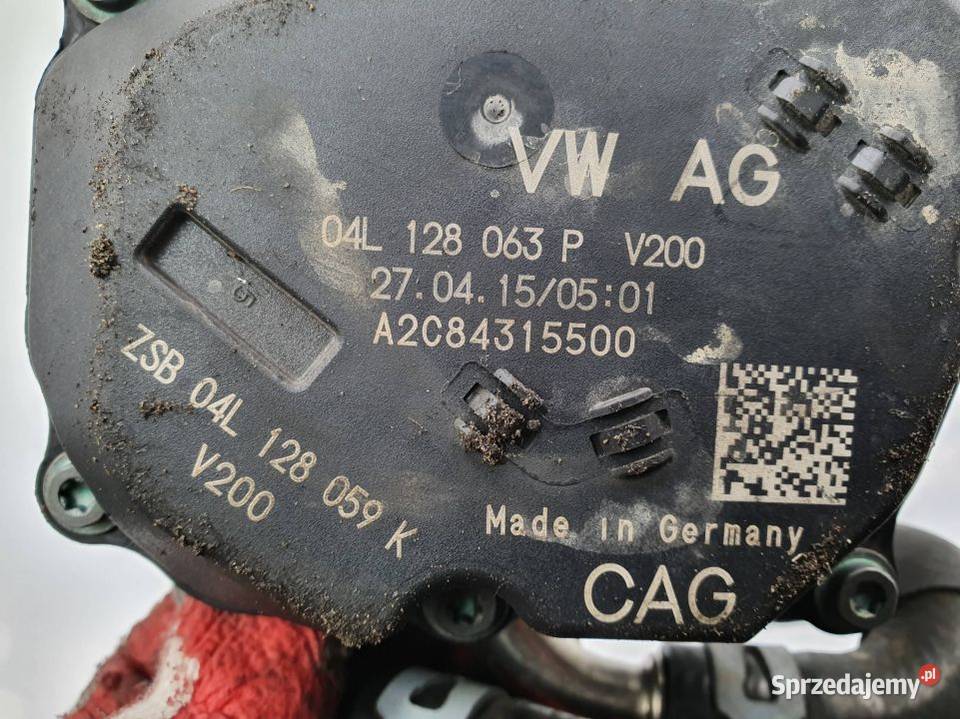 VW AG
04L 128 063 P V200
27.04.15/05:01
A2C84315500
ZSB 04L 128 059 K
V200
Made in Germany
CAG
Sprzedajemy.pl